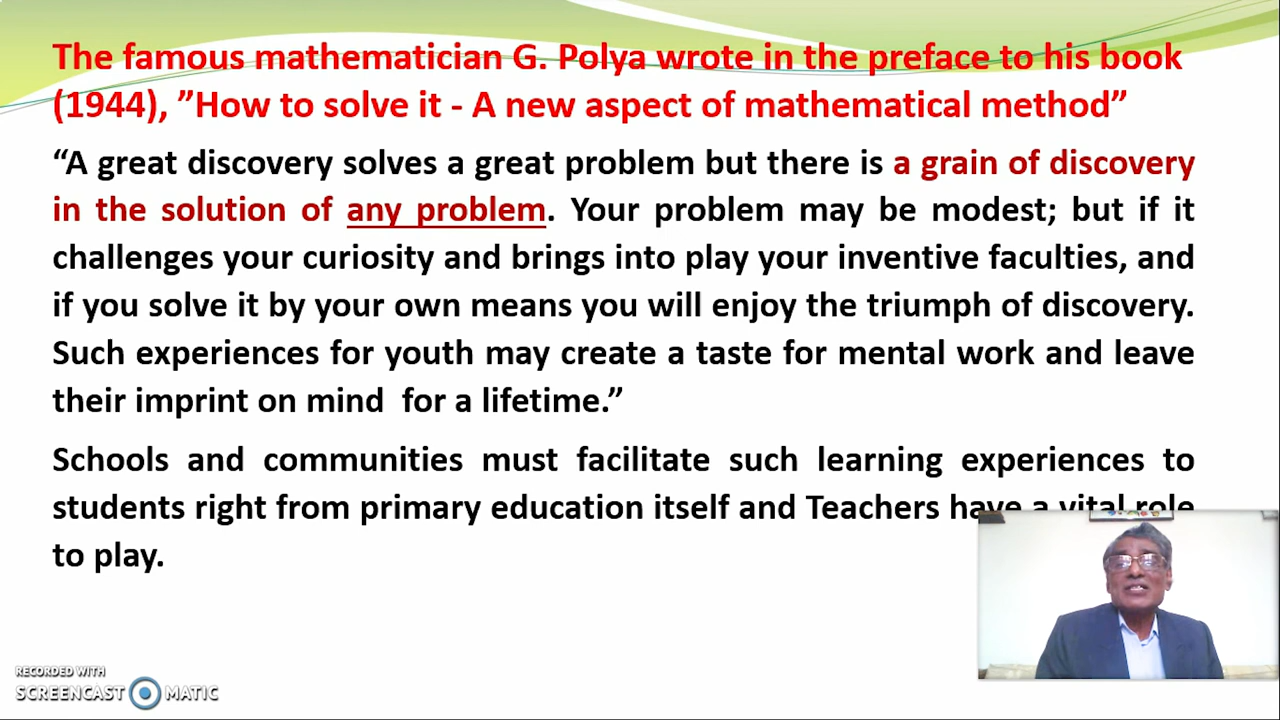 The famous mathematician G. Polya wrote in the preface to his book
(1944), ”How to solve it - A new aspect of mathematical method”
“A great discovery solves a great problem but there is a grain of discovery
in the solution of any problem. Your problem may be modest; but if it
challenges your curiosity and brings into play your inventive faculties, and
if you solve it by your own means you will enjoy the triumph of discovery.
Such experiences for youth may create a taste for mental work and leave
their imprint on mind for a lifetime.”
Schools and communities must facilitate such learning experiences to
students right from primary education itself and Teachers have a vital role
to play.
RECORDED WITH
SCREENCAST MATIC